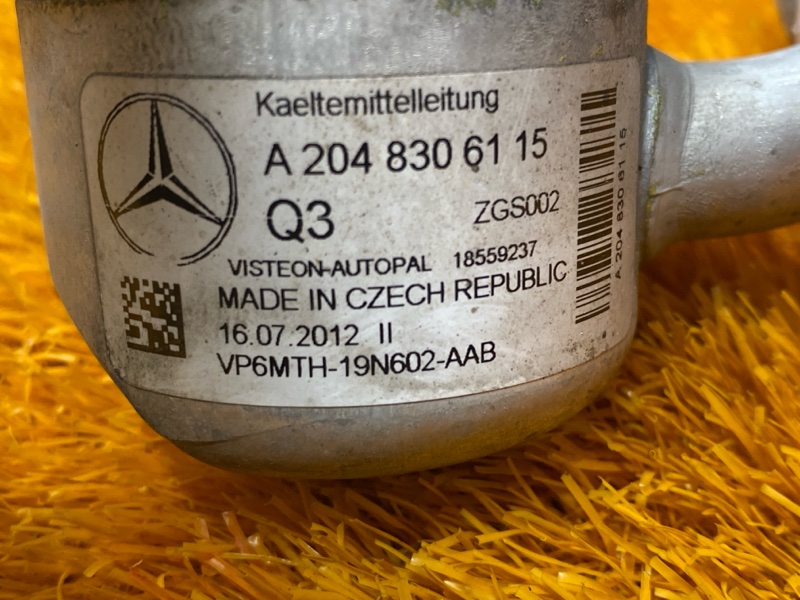 Kaeltemittelleitung
A 204 830 61 15
Q3
ZGS002
VISTEON-AUTOPAL 18559237
MADE IN CZECH REPUBLIC
16.07.2012 II
VP6MTH-19N602-AAB
A 204 830 61 15